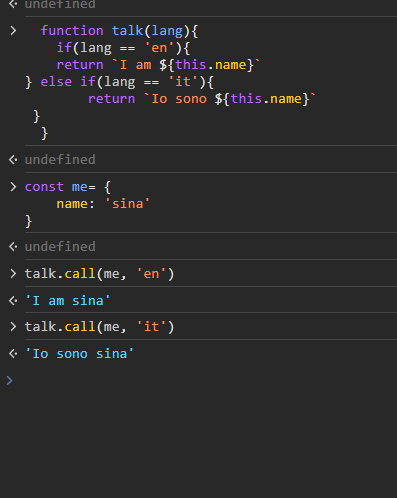 undefined
function talk(lang){
if(lang == 'en'){
return `I am ${this.name}`
} else if(lang == 'it'){
return `Io sono ${this.name}`
}
}
undefined
const me= {
name: 'sina'
}
undefined
talk.call(me, 'en')
'I am sina'
talk.call(me, 'it')
'Io sono sina'